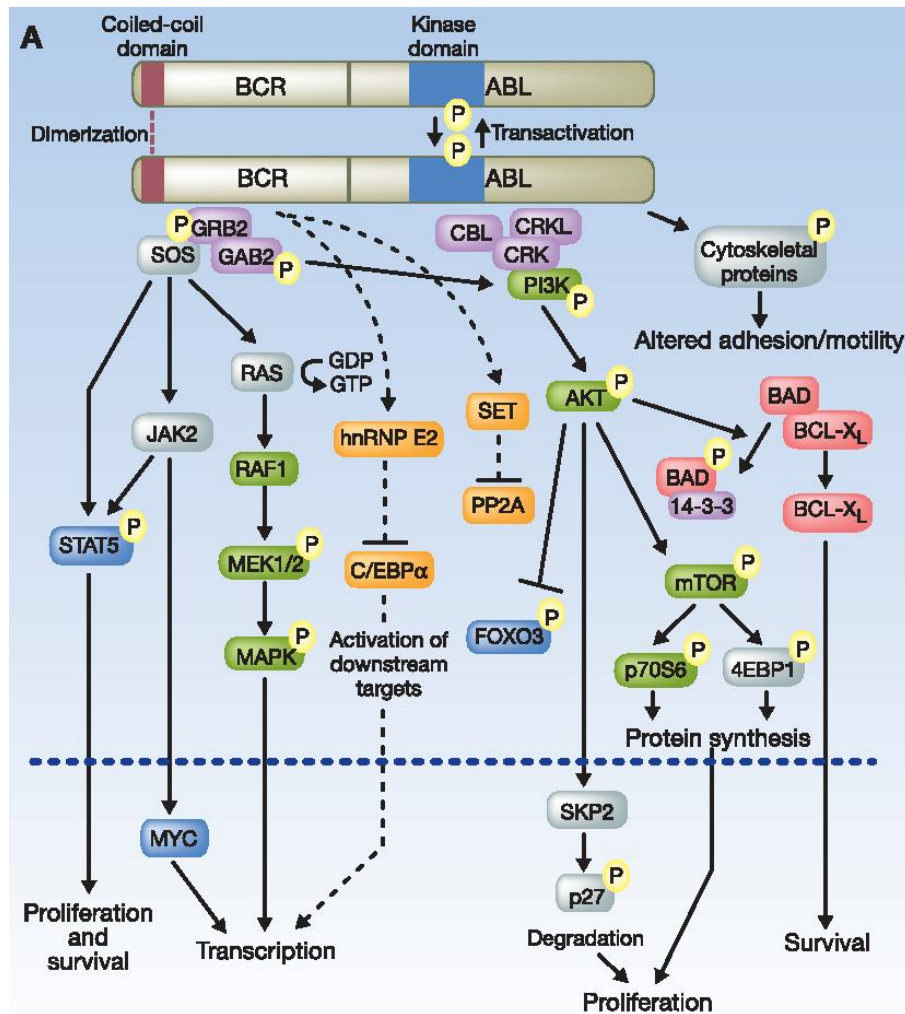 A
Coiled-coil
domain
Kinase
domain
BCR
ABL
Dimerization
P
P
Transactivation
BCR
ABL
P
GRB2
SOS
GAB2
P
CBL
CRKL
CRK
PI3K
P
P
Cytoskeletal
proteins
Altered adhesion/motility
RAS
GDP
GTP
JAK2
hnRNP E2
SET
AKT
P
BAD
BCL-XL
RAF1
PP2A
P
BAD
14-3-3
BCL-XL
STAT5
P
MEK1/2
P
C/EBPα
mTOR
P
MAPK
P
Activation of
downstream
targets
FOXO3
P
p70S6
P
4EBP1
P
Protein synthesis
MYC
SKP2
p27
P
Proliferation
and
survival
Transcription
Degradation
Survival
Proliferation